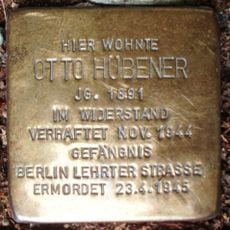 HIER WOHNTE
OTTO HÜBENER
JG. 1891
IM WIDERSTAND
VERHAFTET NOV. 1944
GEFÄNGNIS
BERLIN LEHRTER STRASSE
ERMORDET 23.4.1945